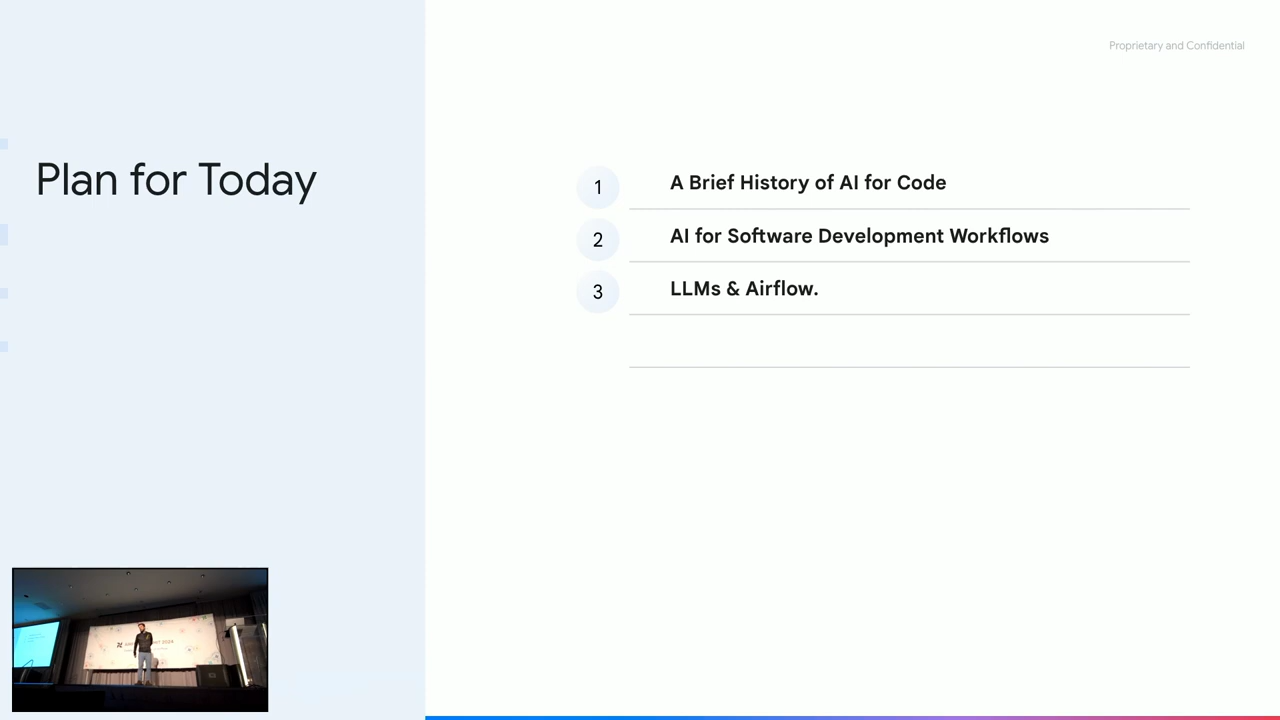 Proprietary and Confidential
Plan for Today
1 A Brief History of AI for Code
2 AI for Software Development Workflows
3 LLMs & Airflow.